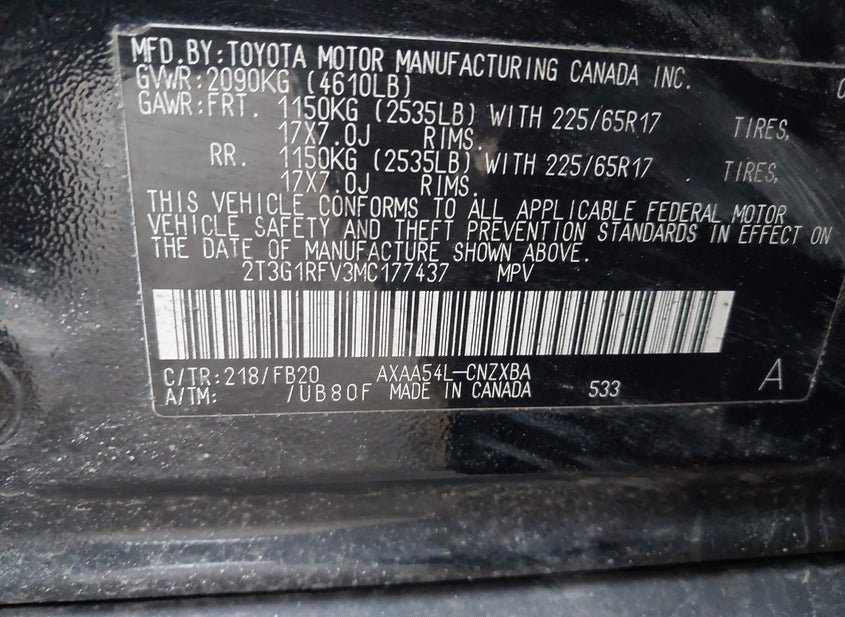 MFD.BY:TOYOTA MOTOR MANUFACTURING CANADA INC.
GVWR:2090KG (4610LB)
GAWR:FRT. 1150KG (2535LB) WITH 225/65R17 TIRES,
17X7.0J RIMS.
RR. 1150KG (2535LB) WITH 225/65R17 TIRES,
17X7.0J RIMS.
THIS VEHICLE CONFORMS TO ALL APPLICABLE FEDERAL MOTOR
VEHICLE SAFETY AND THEFT PREVENTION STANDARDS IN EFFECT ON
THE DATE OF MANUFACTURE SHOWN ABOVE.
2T3G1RFV3MC177437 MPV
C/TR:218/FB20 AXAA54L-CNZXBA
A/TM: /UB80F MADE IN CANADA 533 A